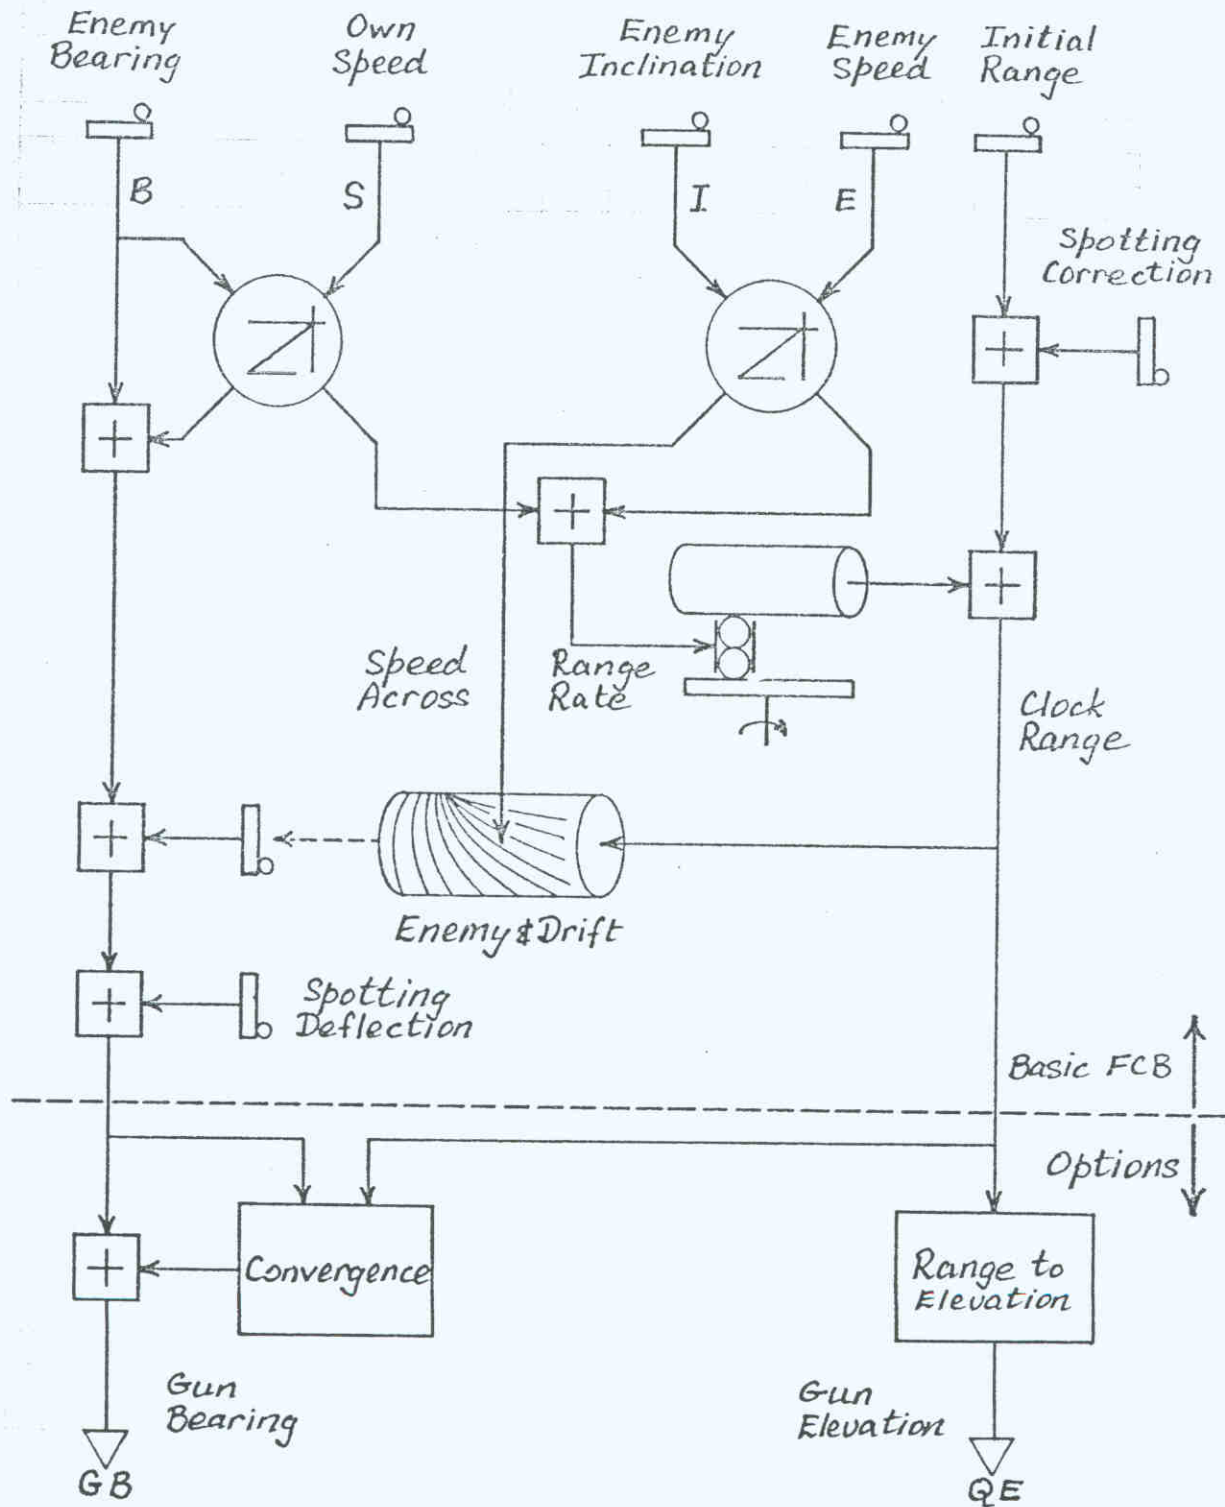 Enemy
Bearing
Own
Speed
Enemy
Inclination
Enemy
Speed
Initial
Range
B
S
I
E
Spotting
Correction
+
+
+
Speed
Across
Range
Rate
+
Clock
Range
+
Enemy & Drift
+
Spotting
Deflection
Basic FCB
Options
+
Convergence
Range to
Elevation
Gun
Bearing
Gun
Elevation
GB
QE